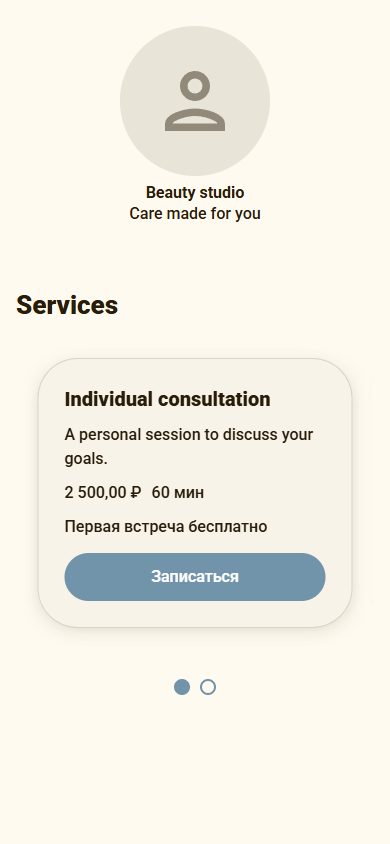 Beauty studio
Care made for you
Services
Individual consultation
A personal session to discuss your
goals.
2 500,00 ₽ 60 мин
Первая встреча бесплатно
Записаться